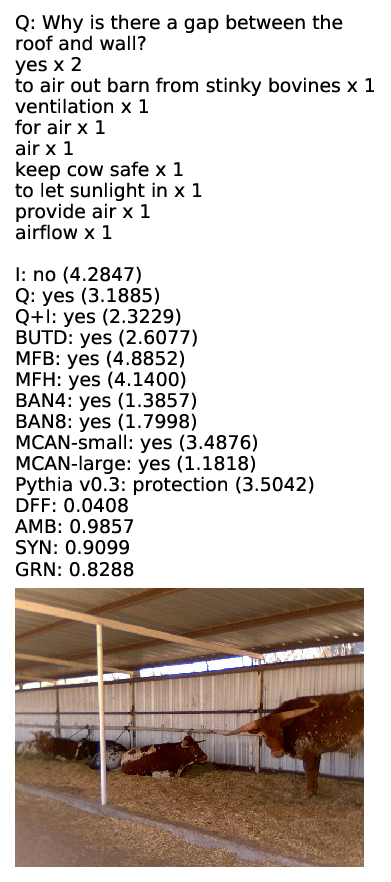 Q: Why is there a gap between the
roof and wall?
yes x 2
to air out barn from stinky bovines x 1
ventilation x 1
for air x 1
air x 1
keep cow safe x 1
to let sunlight in x 1
provide air x 1
airflow x 1
I: no (4.2847)
Q: yes (3.1885)
Q+I: yes (2.3229)
BUTD: yes (2.6077)
MFB: yes (4.8852)
MFH: yes (4.1400)
BAN4: yes (1.3857)
BAN8: yes (1.7998)
MCAN-small: yes (3.4876)
MCAN-large: yes (1.1818)
Pythia v0.3: protection (3.5042)
DFF: 0.0408
AMB: 0.9857
SYN: 0.9099
GRN: 0.8288